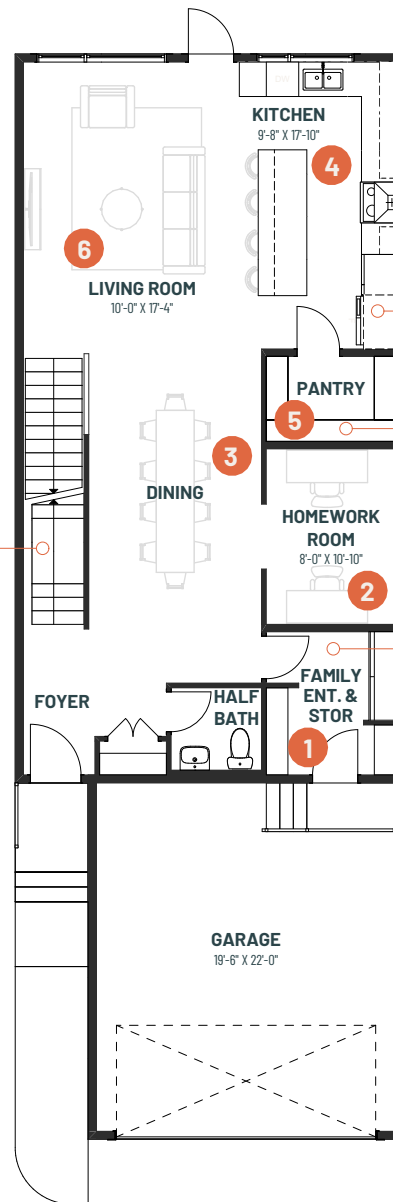 DW
KITCHEN
9'-8" X 17'-10"
4
6
LIVING ROOM
10'-0" X 17'-4"
PANTRY
5
3
DINING
HOMEWORK
ROOM
8'-0" X 10'-10"
2
FOYER
HALF
BATH
FAMILY
ENT. &
STOR
1
GARAGE
19'-6" X 22'-0"